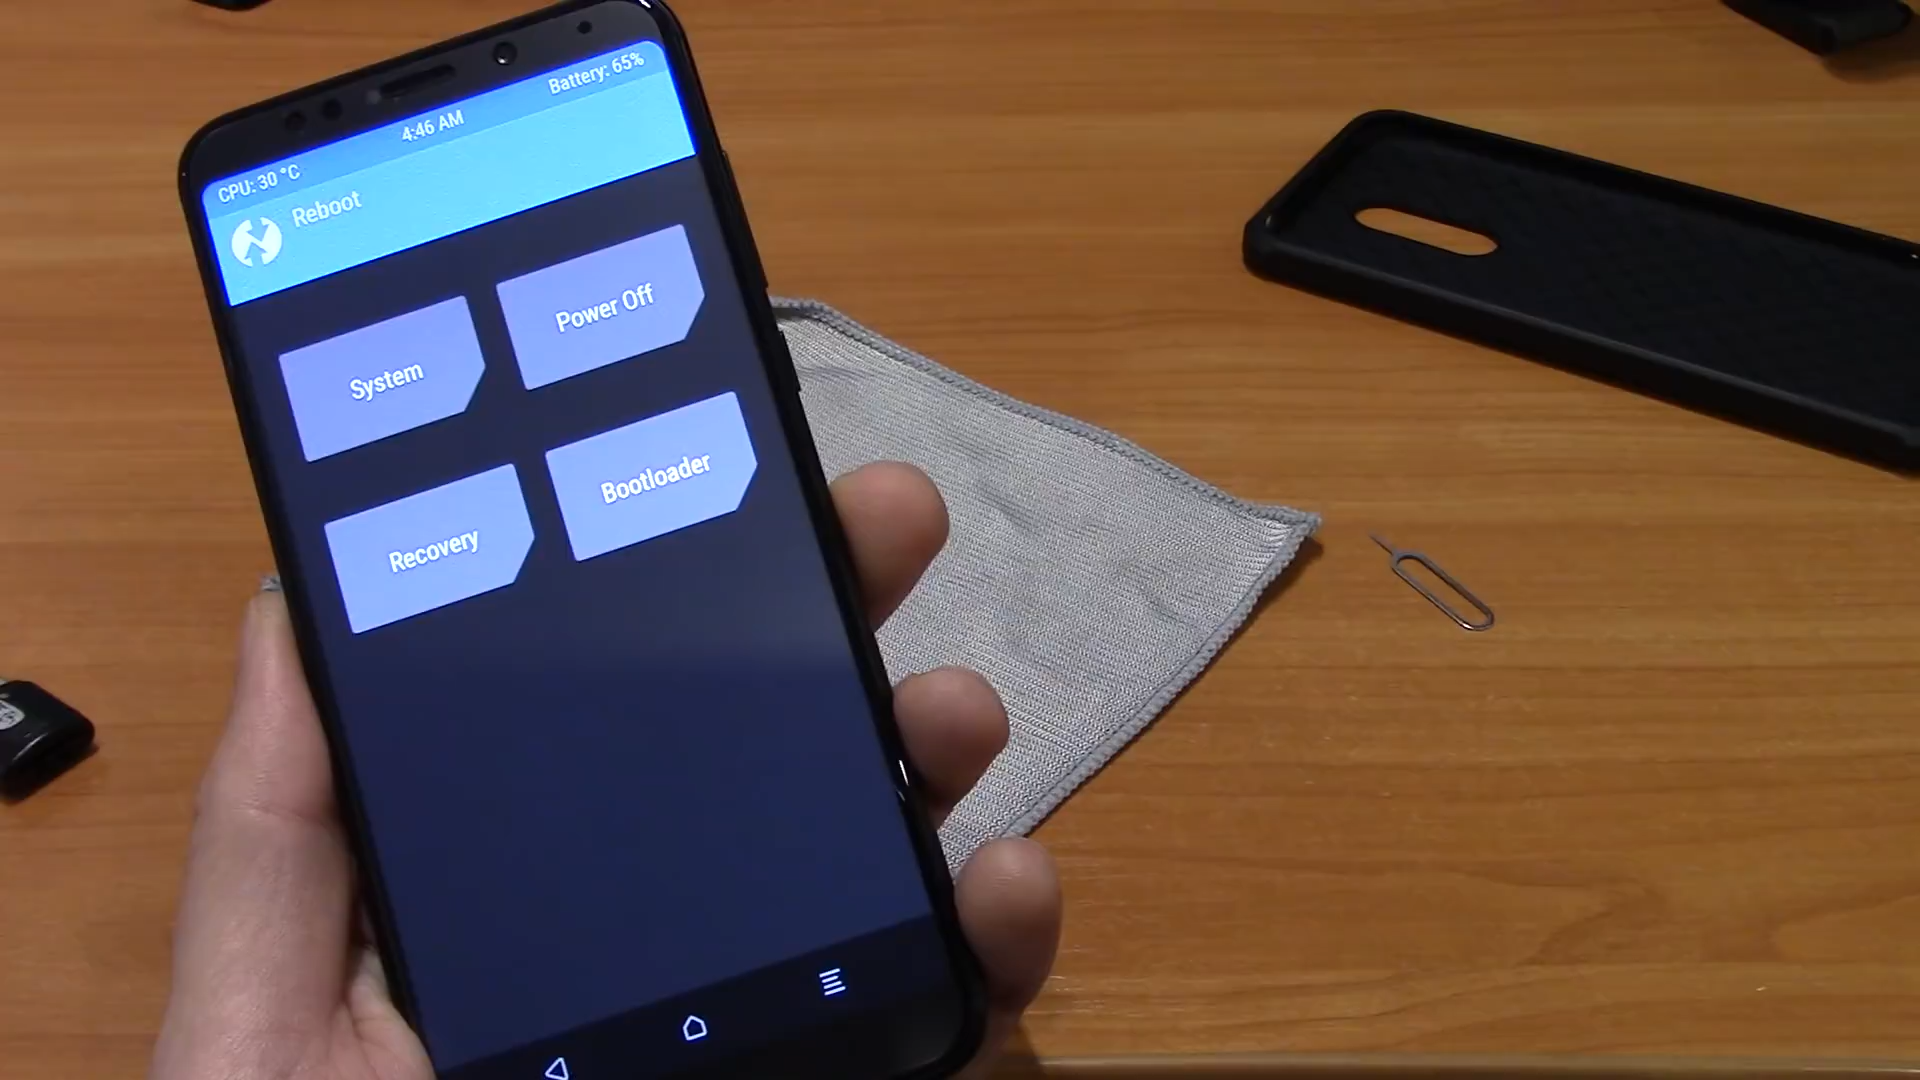 Battery: 65%
4:46 AM
CPU: 30 °C
Reboot
System
Power Off
Recovery
Bootloader